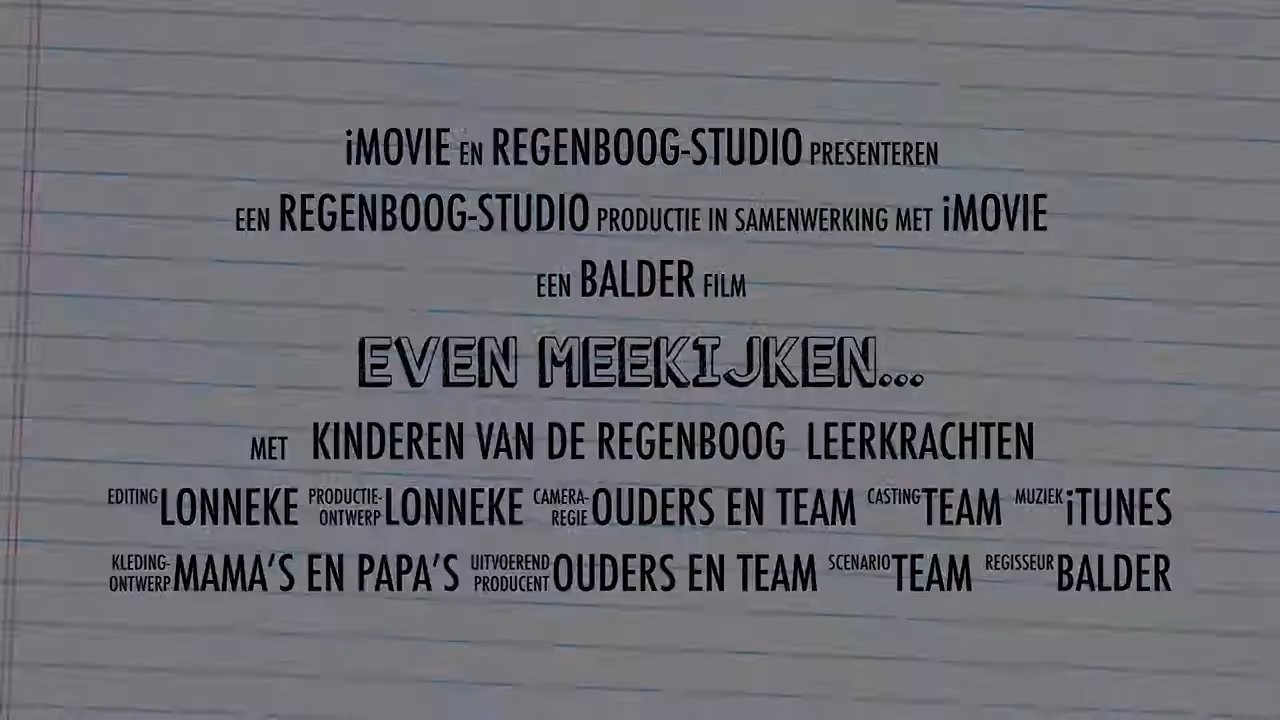 iMOVIE EN REGENBOOG-STUDIO PRESENTEREN
EEN REGENBOOG-STUDIO PRODUCTIE IN SAMENWERKING MET iMOVIE
EEN BALDER FILM
EVEN MEEKIJKEN...
MET KINDEREN VAN DE REGENBOOG LEERKRACHTEN
EDITING LONNEKE PRODUCTIE-ONTWERP LONNEKE CAMERA-REGIE OUDERS EN TEAM CASTING TEAM MUZIEK iTUNES
KLEDING-ONTWERP MAMA'S EN PAPA'S UITVOEREND PRODUCENT OUDERS EN TEAM SCENARIO TEAM REGISSEUR BALDER